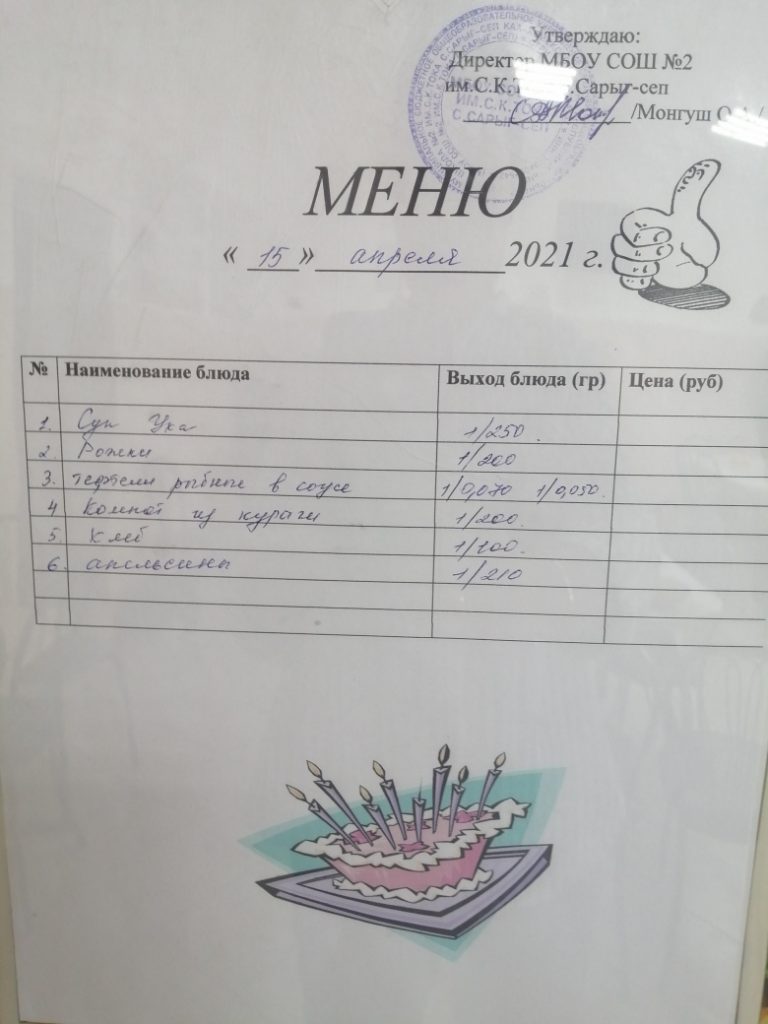 Утверждаю:
Директор МБОУ СОШ №2
им.С.К. с.Сарыг-сеп
/Монгуш
МЕНЮ
« 15 » апреля 2021 г.
№ Наименование блюда Выход блюда (гр) Цена (руб)
1. Суп Уха 1/250
2. Рожки 1/200
3. тефтели рыбные в соусе 1/0,070 1/0,050
4 Компот из кураги 1/200
5. Хлеб 1/100
6. апельсины 1/210